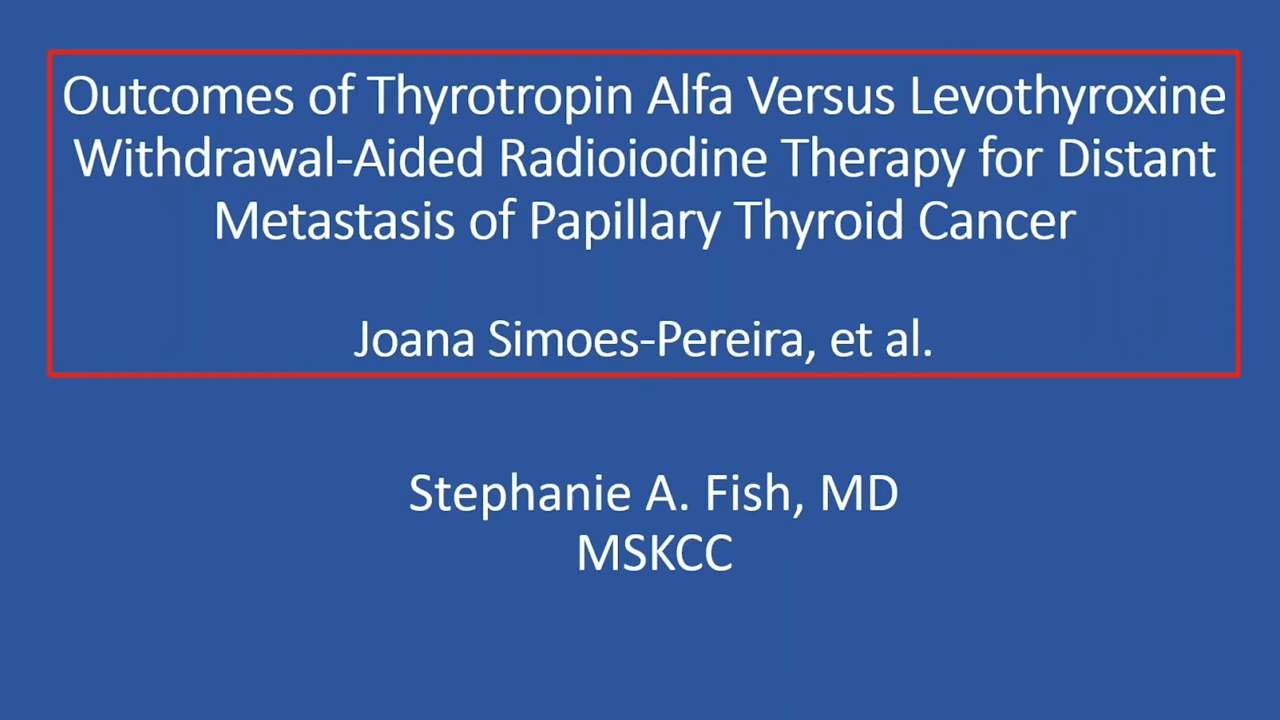 Outcomes of Thyrotropin Alfa Versus Levothyroxine
Withdrawal-Aided Radioiodine Therapy for Distant
Metastasis of Papillary Thyroid Cancer
Joana Simoes-Pereira, et al.
Stephanie A. Fish, MD
MSKCC